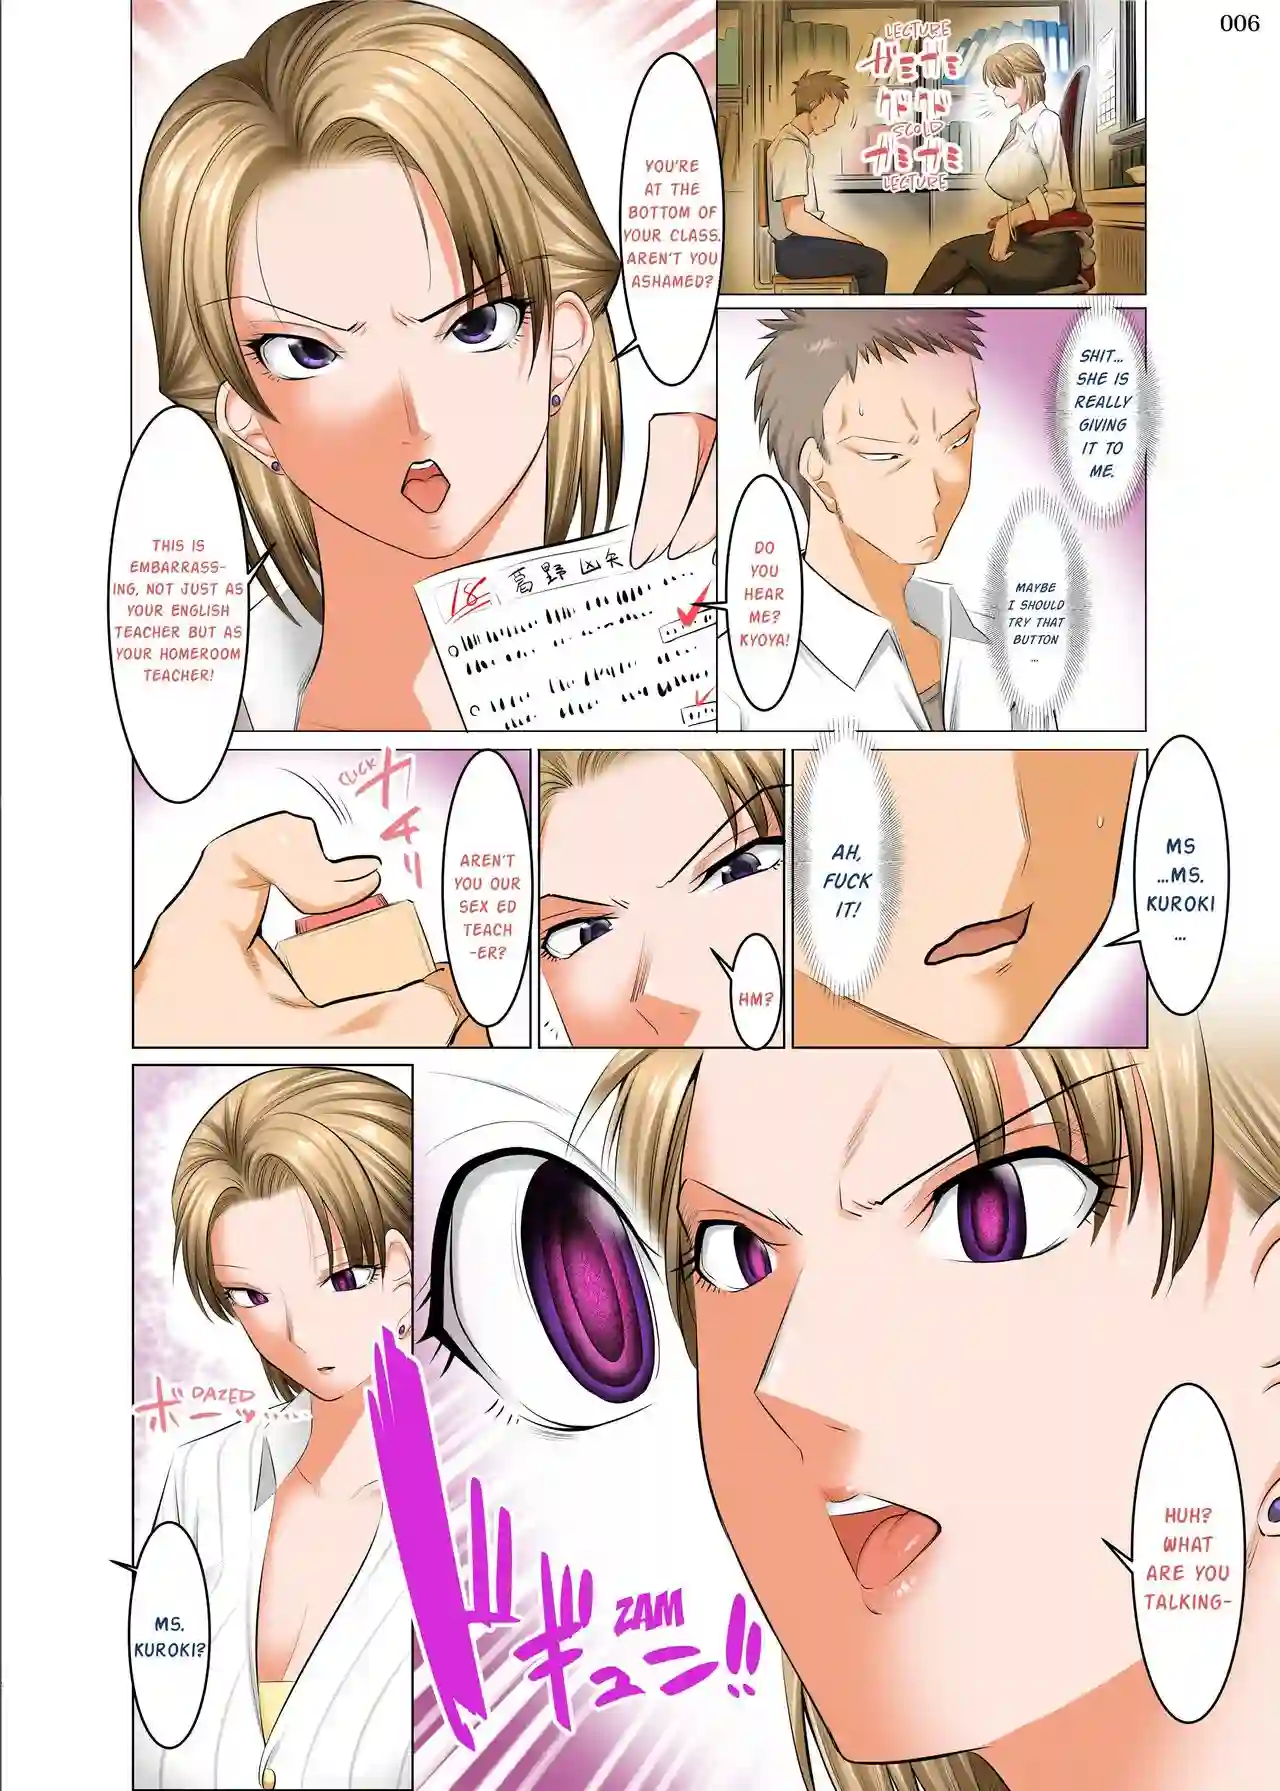 006
LECTURE
ガミガミ
クドクド
SCOLD
ガミガミ
LECTURE
YOU'RE
AT THE
BOTTOM OF
YOUR CLASS.
AREN'T YOU
ASHAMED?
THIS IS
EMBARRASS-
ING, NOT JUST AS
YOUR ENGLISH
TEACHER BUT AS
YOUR HOMEROOM
TEACHER!
18
葛野 凶矢
SHIT...
SHE IS
REALLY
GIVING
IT TO
ME.
DO
YOU
HEAR
ME?
KYOYA!
MAYBE
I SHOULD
TRY THAT
BUTTON
...
MS
...MS.
KUROKI
...
AH,
FUCK
IT!
HM?
AREN'T
YOU OUR
SEX ED
TEACH
-ER?
CLICK
カチリ
HUH?
WHAT
ARE YOU
TALKING-
ZAM
ギュン!!
DAZED
ボーッ
MS.
KUROKI?